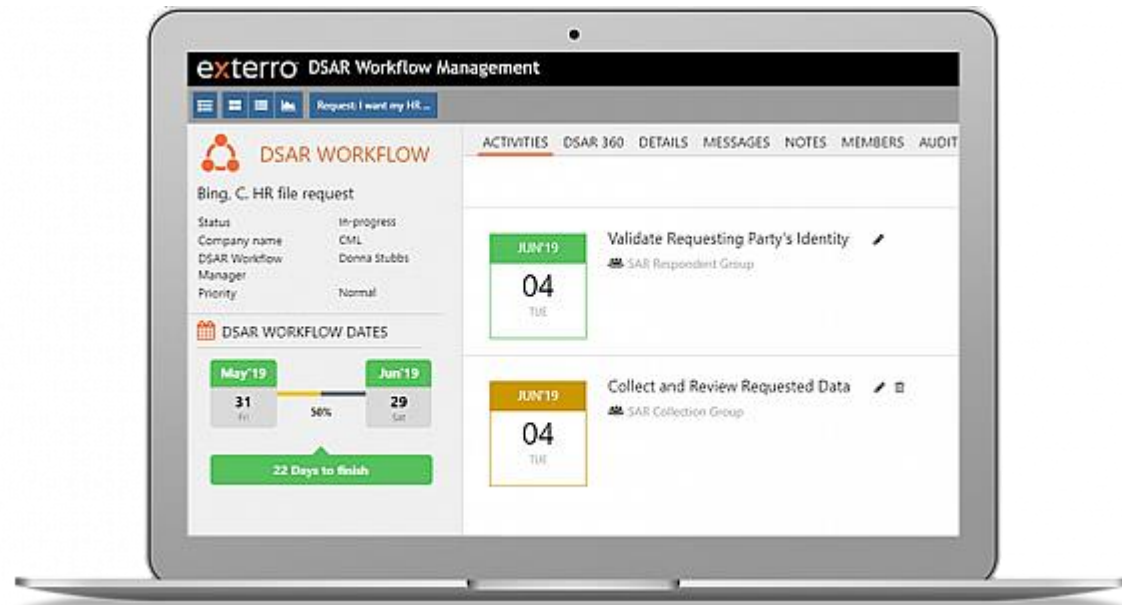 exterro DSAR Workflow Management
Request: I want my HR ...
DSAR WORKFLOW
Bing, C. HR file request
Status In-progress
Company name CML
DSAR Workflow Manager Donna Stubbs
Priority Normal
DSAR WORKFLOW DATES
May'19 Jun'19
31 29
Fri Sat
50%
22 Days to finish
ACTIVITIES DSAR 360 DETAILS MESSAGES NOTES MEMBERS AUDIT
JUN'19
04
TUE
Validate Requesting Party's Identity
SAR Respondent Group
JUN'19
04
TUE
Collect and Review Requested Data
SAR Collection Group